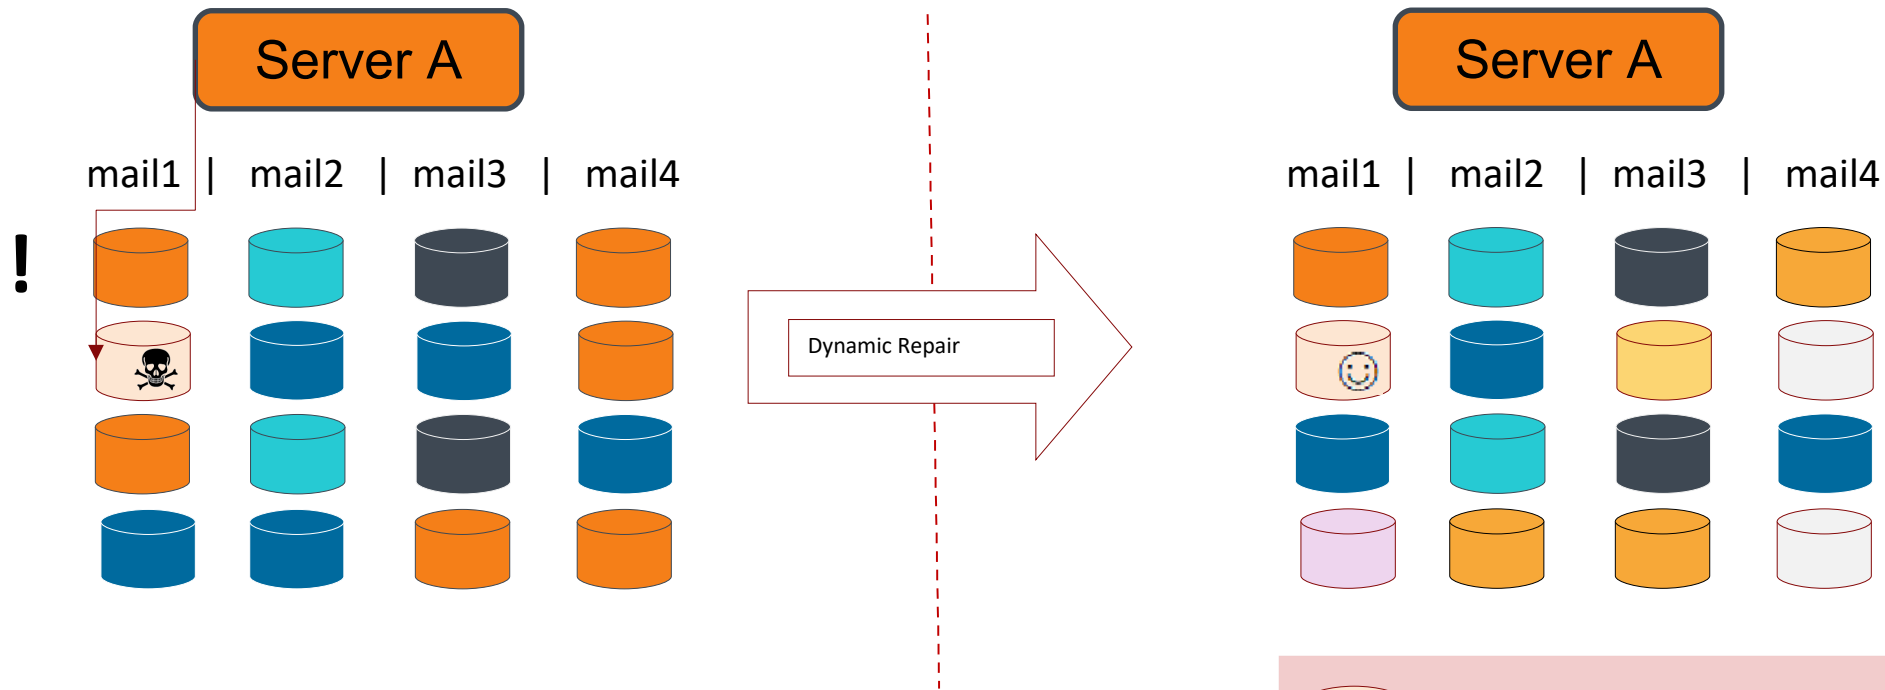 Server A
mail1 | mail2 | mail3 | mail4
!
Dynamic Repair
Server A
mail1 | mail2 | mail3 | mail4